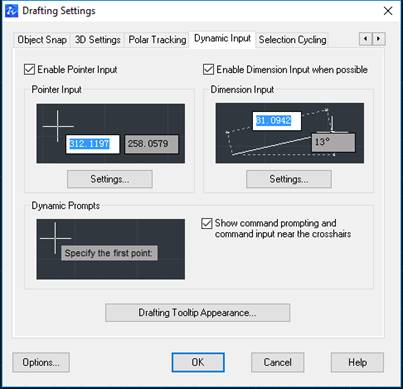 Drafting Settings
Object Snap 3D Settings Polar Tracking Dynamic Input Selection Cycling
Enable Pointer Input
Enable Dimension Input when possible
Pointer Input
Dimension Input
312.1197 258.0579
81.0942
13°
Settings...
Settings...
Dynamic Prompts
Specify the first point:
Show command prompting and
command input near the crosshairs
Drafting Tooltip Appearance...
Options... OK Cancel Help